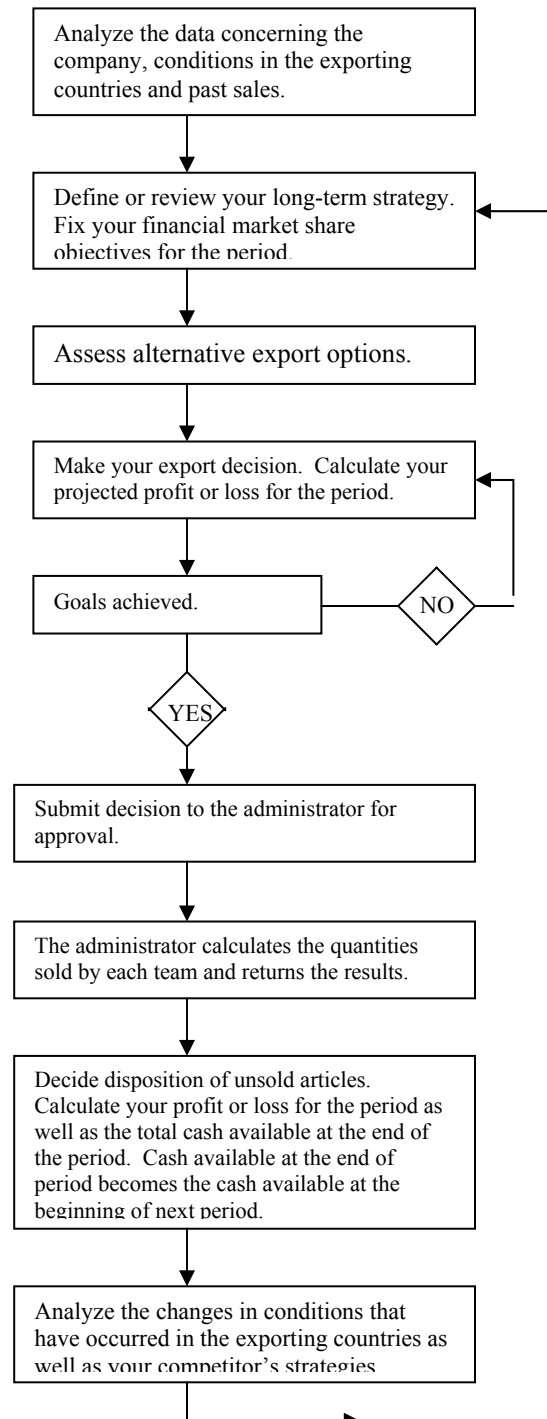 Analyze the data concerning the
company, conditions in the exporting
countries and past sales.
Define or review your long-term strategy.
Fix your financial market share
objectives for the period.
Assess alternative export options.
Make your export decision. Calculate your
projected profit or loss for the period.
Goals achieved.
NO
YES
Submit decision to the administrator for
approval.
The administrator calculates the quantities
sold by each team and returns the results.
Decide disposition of unsold articles.
Calculate your profit or loss for the period as
well as the total cash available at the end of
the period. Cash available at the end of
period becomes the cash available at the
beginning of next period.
Analyze the changes in conditions that
have occurred in the exporting countries as
well as your competitor's strategies